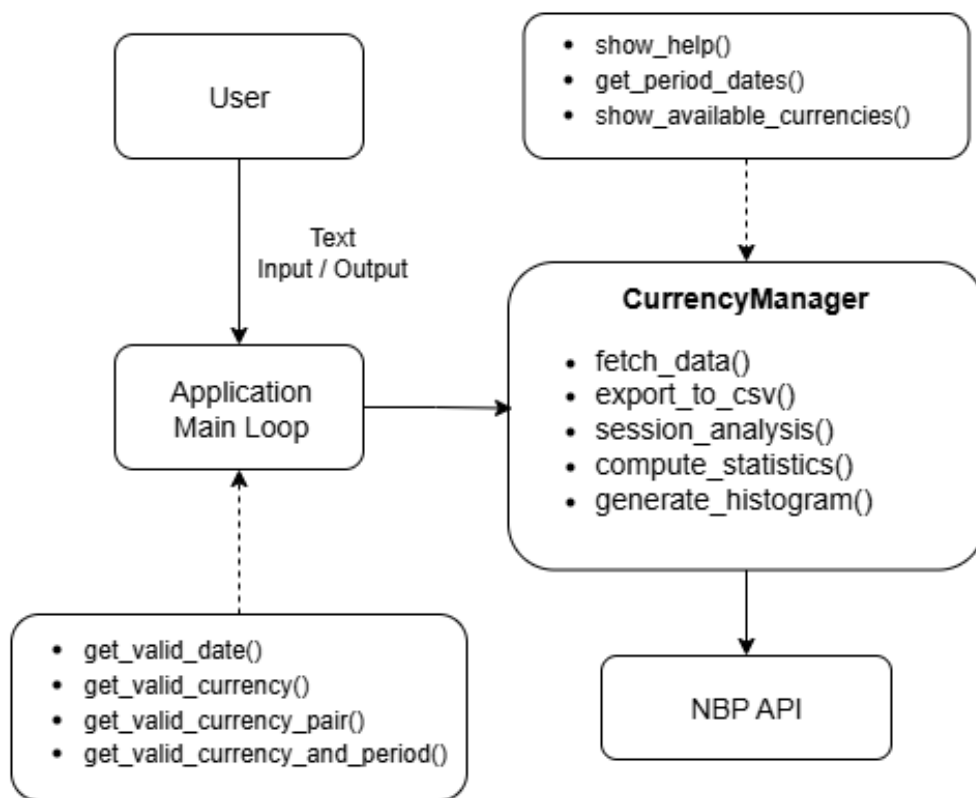 User
• show_help()
• get_period_dates()
• show_available_currencies()
Text
Input / Output
Application
Main Loop
CurrencyManager
• fetch_data()
• export_to_csv()
• session_analysis()
• compute_statistics()
• generate_histogram()
• get_valid_date()
• get_valid_currency()
• get_valid_currency_pair()
• get_valid_currency_and_period()
NBP API